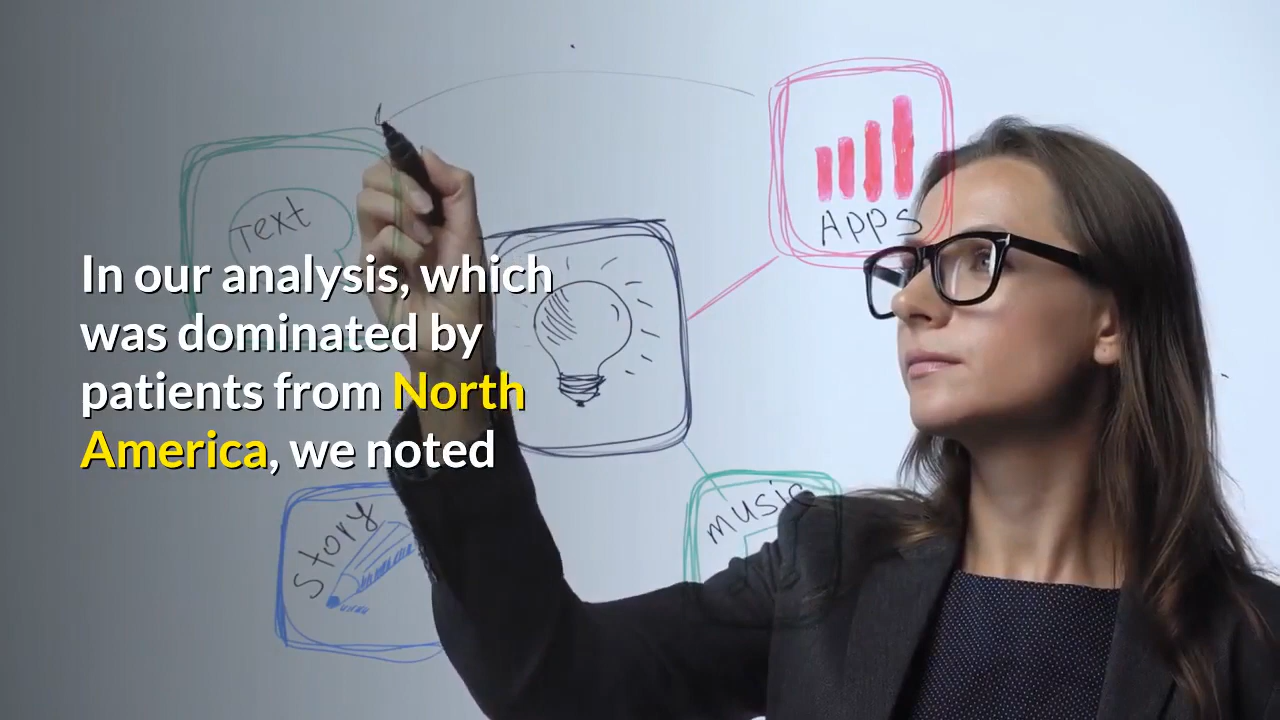 Text
APPS
In our analysis, which
was dominated by
patients from North
America, we noted
music
Story